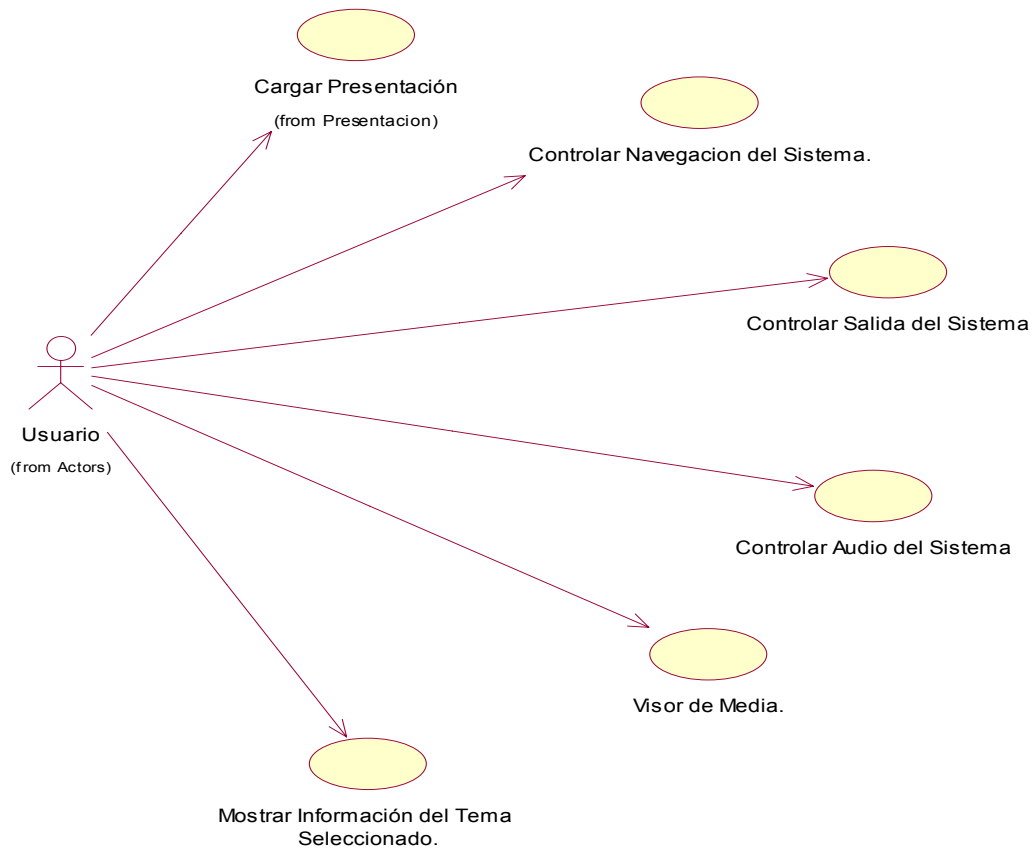 Cargar Presentación
(from Presentacion)
Controlar Navegacion del Sistema.
Controlar Salida del Sistema
Usuario
(from Actors)
Controlar Audio del Sistema
Visor de Media.
Mostrar Información del Tema
Seleccionado.